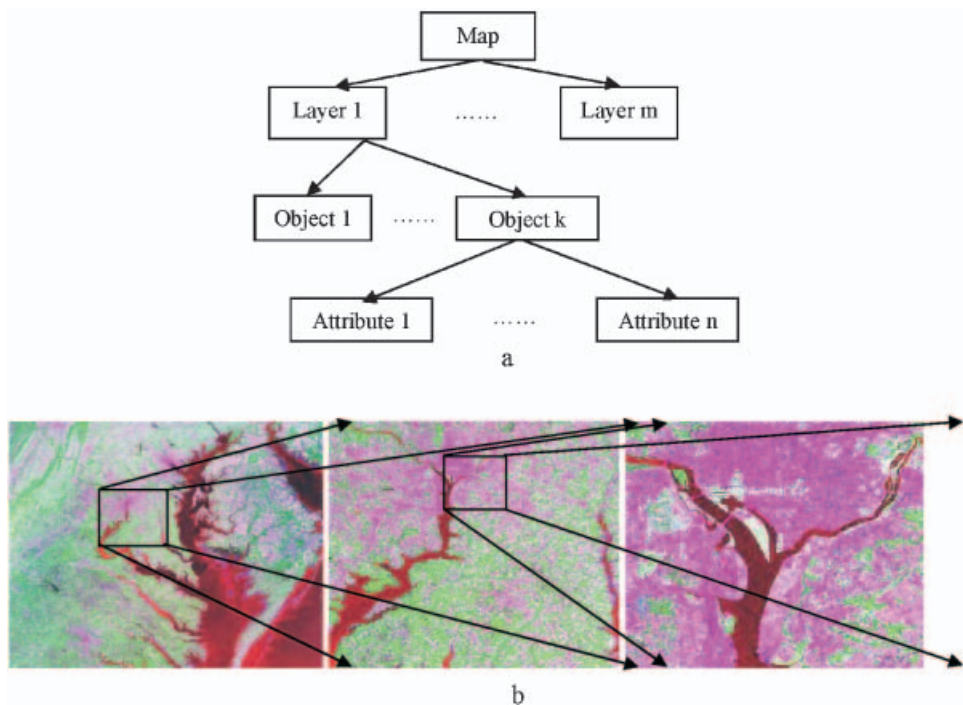 Map
Layer 1 ...... Layer m
Object 1 ...... Object k
Attribute 1 ...... Attribute n
a
b